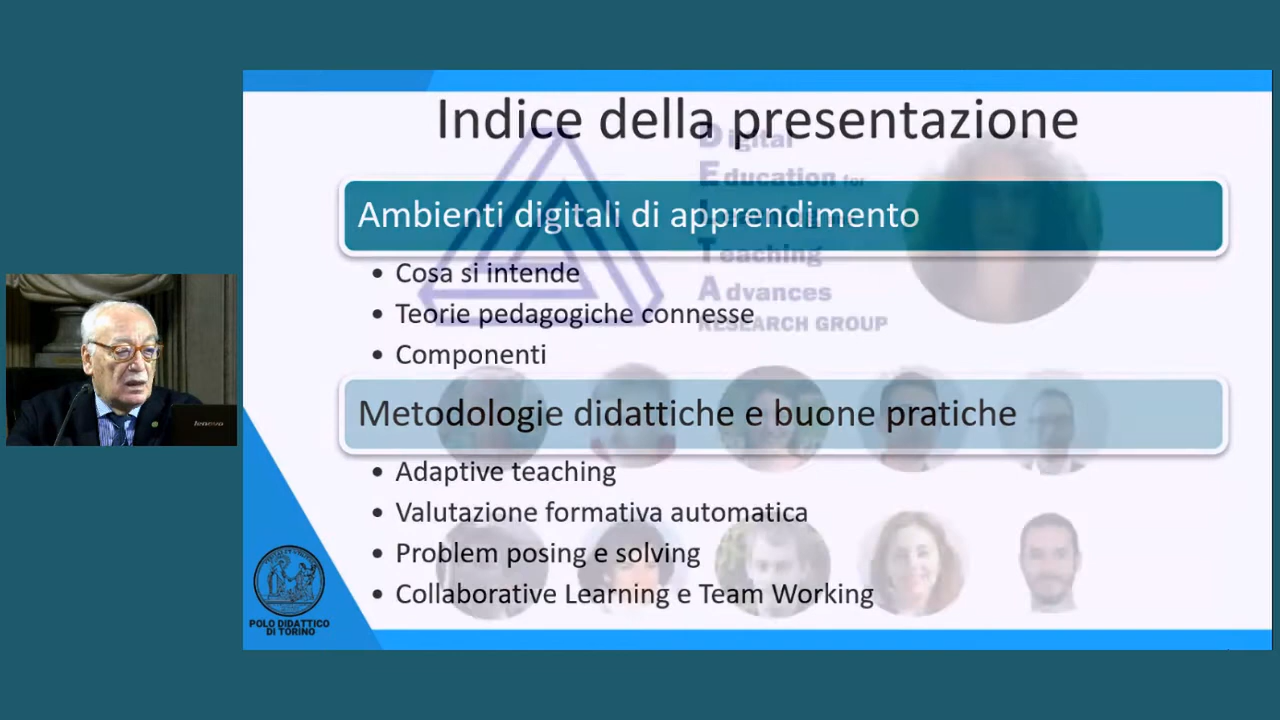 Indice della presentazione
Digital
Education for
Ambienti digitali di apprendimento
Teaching
• Cosa si intende
Advances
• Teorie pedagogiche connesse
RESEARCH GROUP
• Componenti
Metodologie didattiche e buone pratiche
• Adaptive teaching
• Valutazione formativa automatica
• Problem posing e solving
• Collaborative Learning e Team Working
POLO DIDATTICO
DI TORINO
lenovo